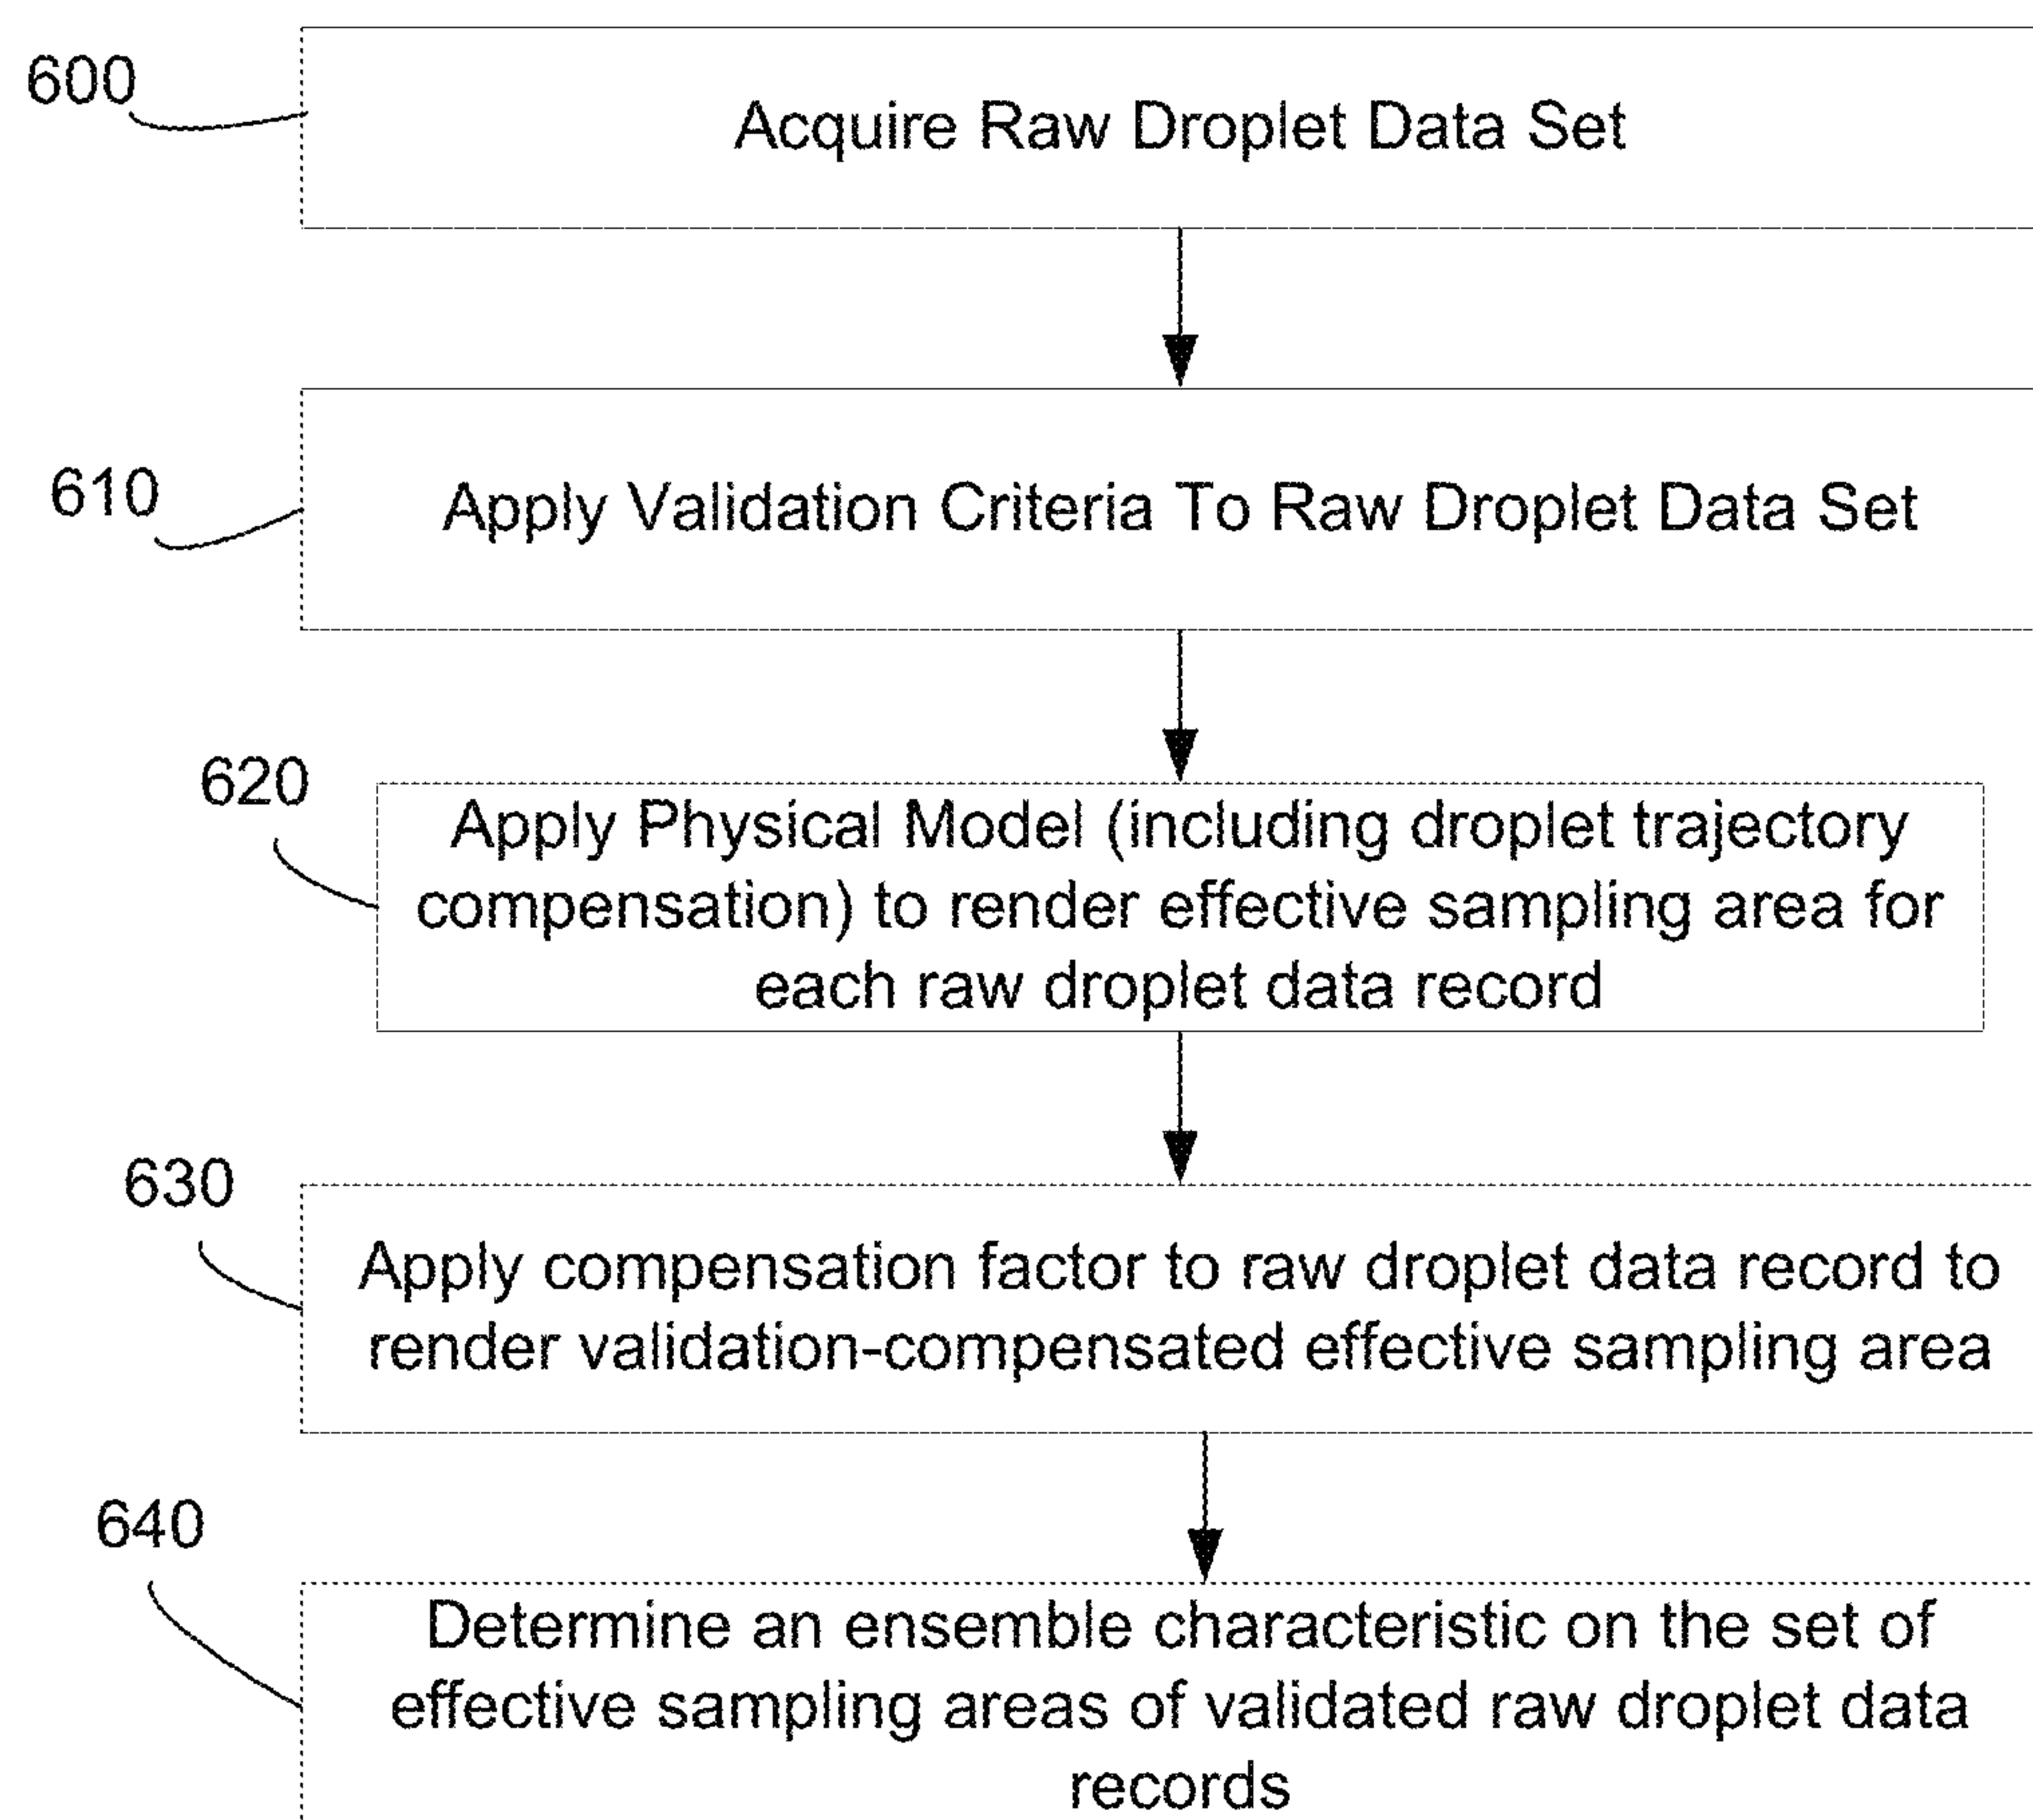 600
Acquire Raw Droplet Data Set
610
Apply Validation Criteria To Raw Droplet Data Set
620
Apply Physical Model (including droplet trajectory
compensation) to render effective sampling area for
each raw droplet data record
630
Apply compensation factor to raw droplet data record to
render validation-compensated effective sampling area
640
Determine an ensemble characteristic on the set of
effective sampling areas of validated raw droplet data
records